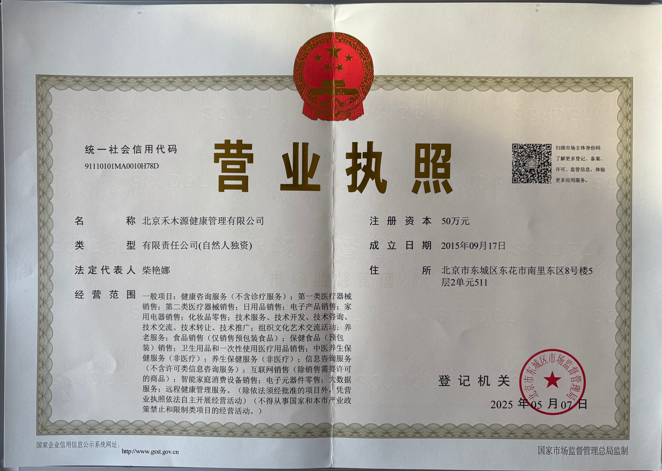 统一社会信用代码
91110101MA0010H78D
营业执照
扫描市场主体身份码
了解更多登记、备案、
许可、监管信息，体验
更多应用服务。
名称 北京禾木源健康管理有限公司
类型 有限责任公司(自然人独资)
法定代表人 柴艳娜
经营范围 一般项目：健康咨询服务（不含诊疗服务）；第一类医疗器械
销售；第二类医疗器械销售；日用品销售；电子产品销售；家
用电器销售；化妆品零售；技术服务、技术开发、技术咨询、
技术交流、技术转让、技术推广；组织文化艺术交流活动；养
老服务；食品销售（仅销售预包装食品）；保健食品（预包
装）销售；卫生用品和一次性使用医疗用品销售；中医养生保
健服务（非医疗）；养生保健服务（非医疗）；信息咨询服务
（不含许可类信息咨询服务）；互联网销售（除销售需要许可
的商品）；智能家庭消费设备销售；电子元器件零售；大数据
服务；远程健康管理服务。（除依法须经批准的项目外，凭营
业执照依法自主开展经营活动）（不得从事国家和本市产业政
策禁止和限制类项目的经营活动。）
注册资本 50万元
成立日期 2015年09月17日
住所 北京市东城区东花市南里东区8号楼5
层2单元511
登记机关
北京市东城区市场监督管理局
2025 年 05 月 07 日
国家企业信用信息公示系统网址：
http://www.gsxt.gov.cn
国家市场监督管理总局监制